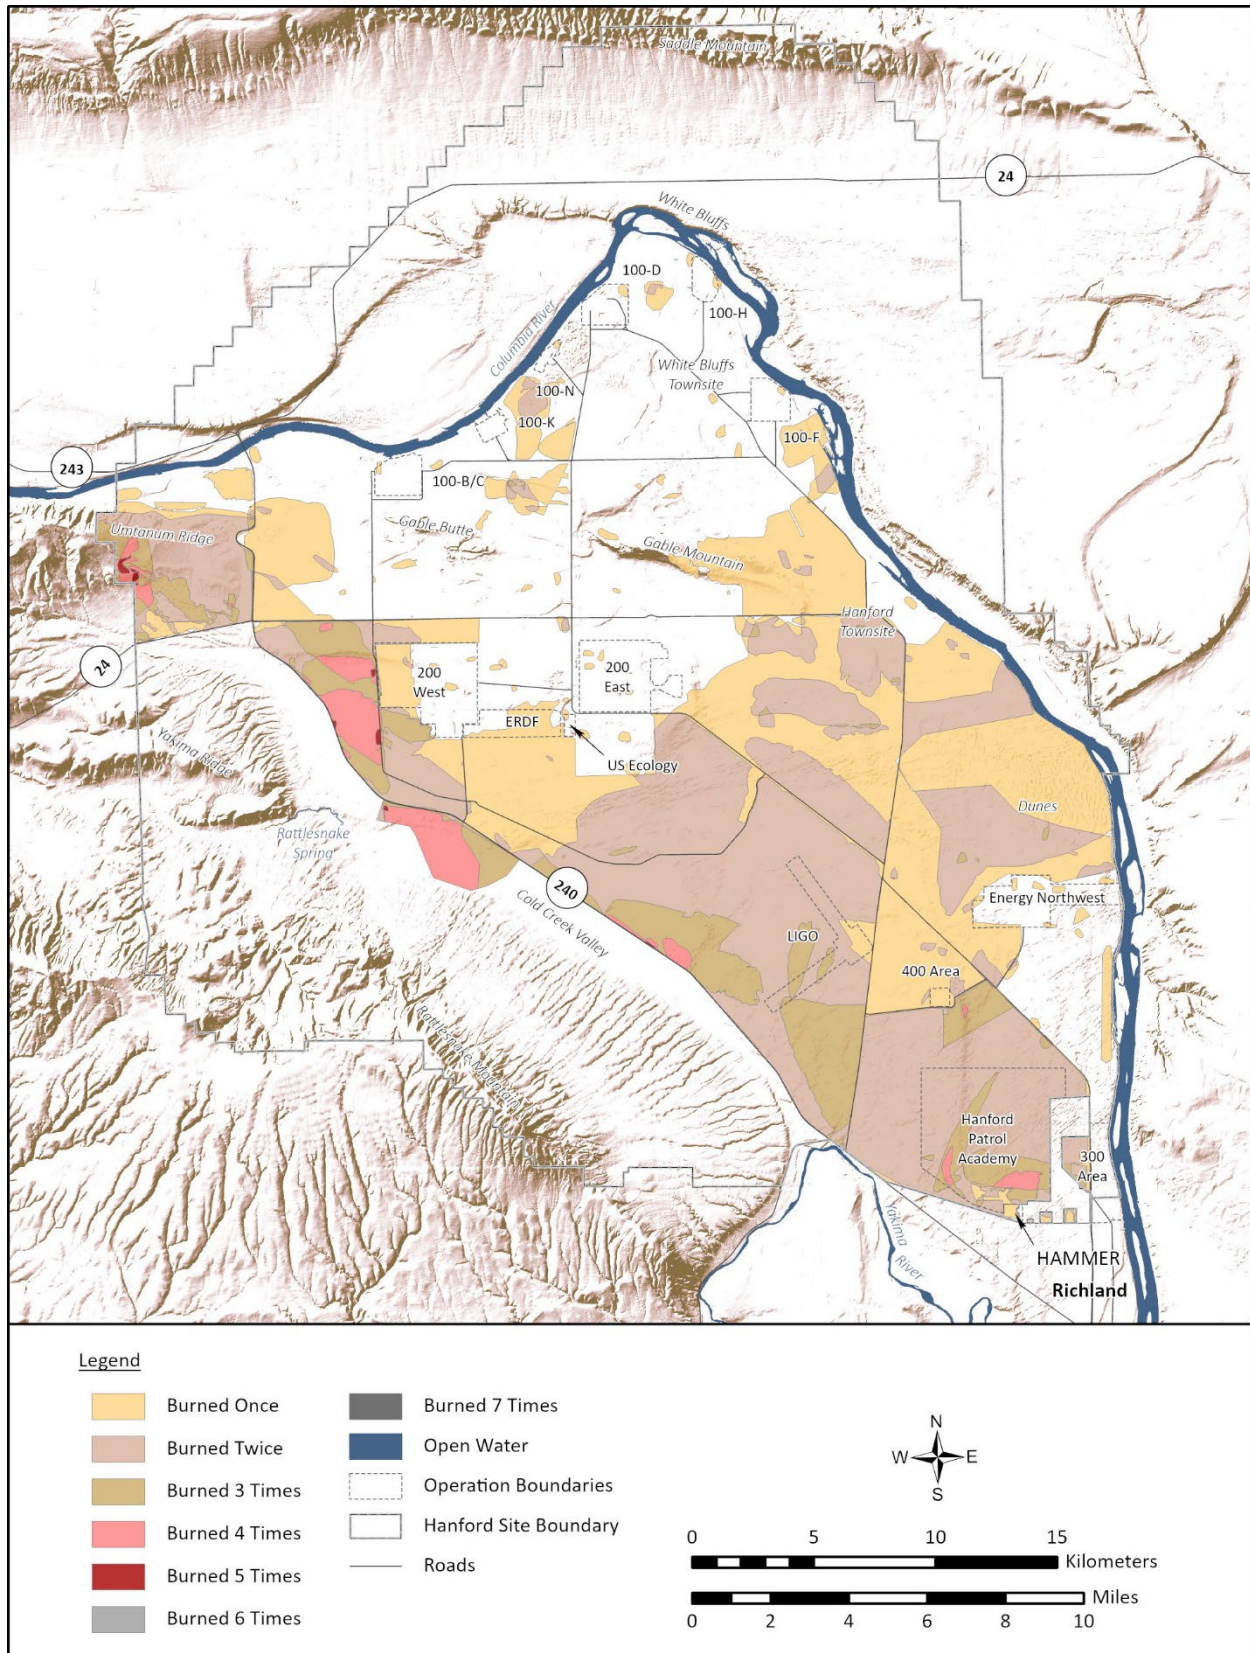 Saddle Mountain
24
White Bluffs
100-D
100-H
Columbia River
White Bluffs
Townsite
100-N
100-K
100-F
243
100-B/C
Gable Butte
Umtanum Ridge
Gable Mountain
Hanford
Townsite
24
200
West
200
East
ERDF
US Ecology
Yakima Ridge
Dunes
Rattlesnake
Spring
240
Energy Northwest
Cold Creek Valley
LIGO
400 Area
Rattlesnake Mountain
Hanford
Patrol
Academy
300
Area
Yakima
River
HAMMER
Richland
Legend
Burned Once
Burned Twice
Burned 3 Times
Burned 4 Times
Burned 5 Times
Burned 6 Times
Burned 7 Times
Open Water
Operation Boundaries
Hanford Site Boundary
Roads
N
W E
S
0 5 10 15
Kilometers
Miles
0 2 4 6 8 10